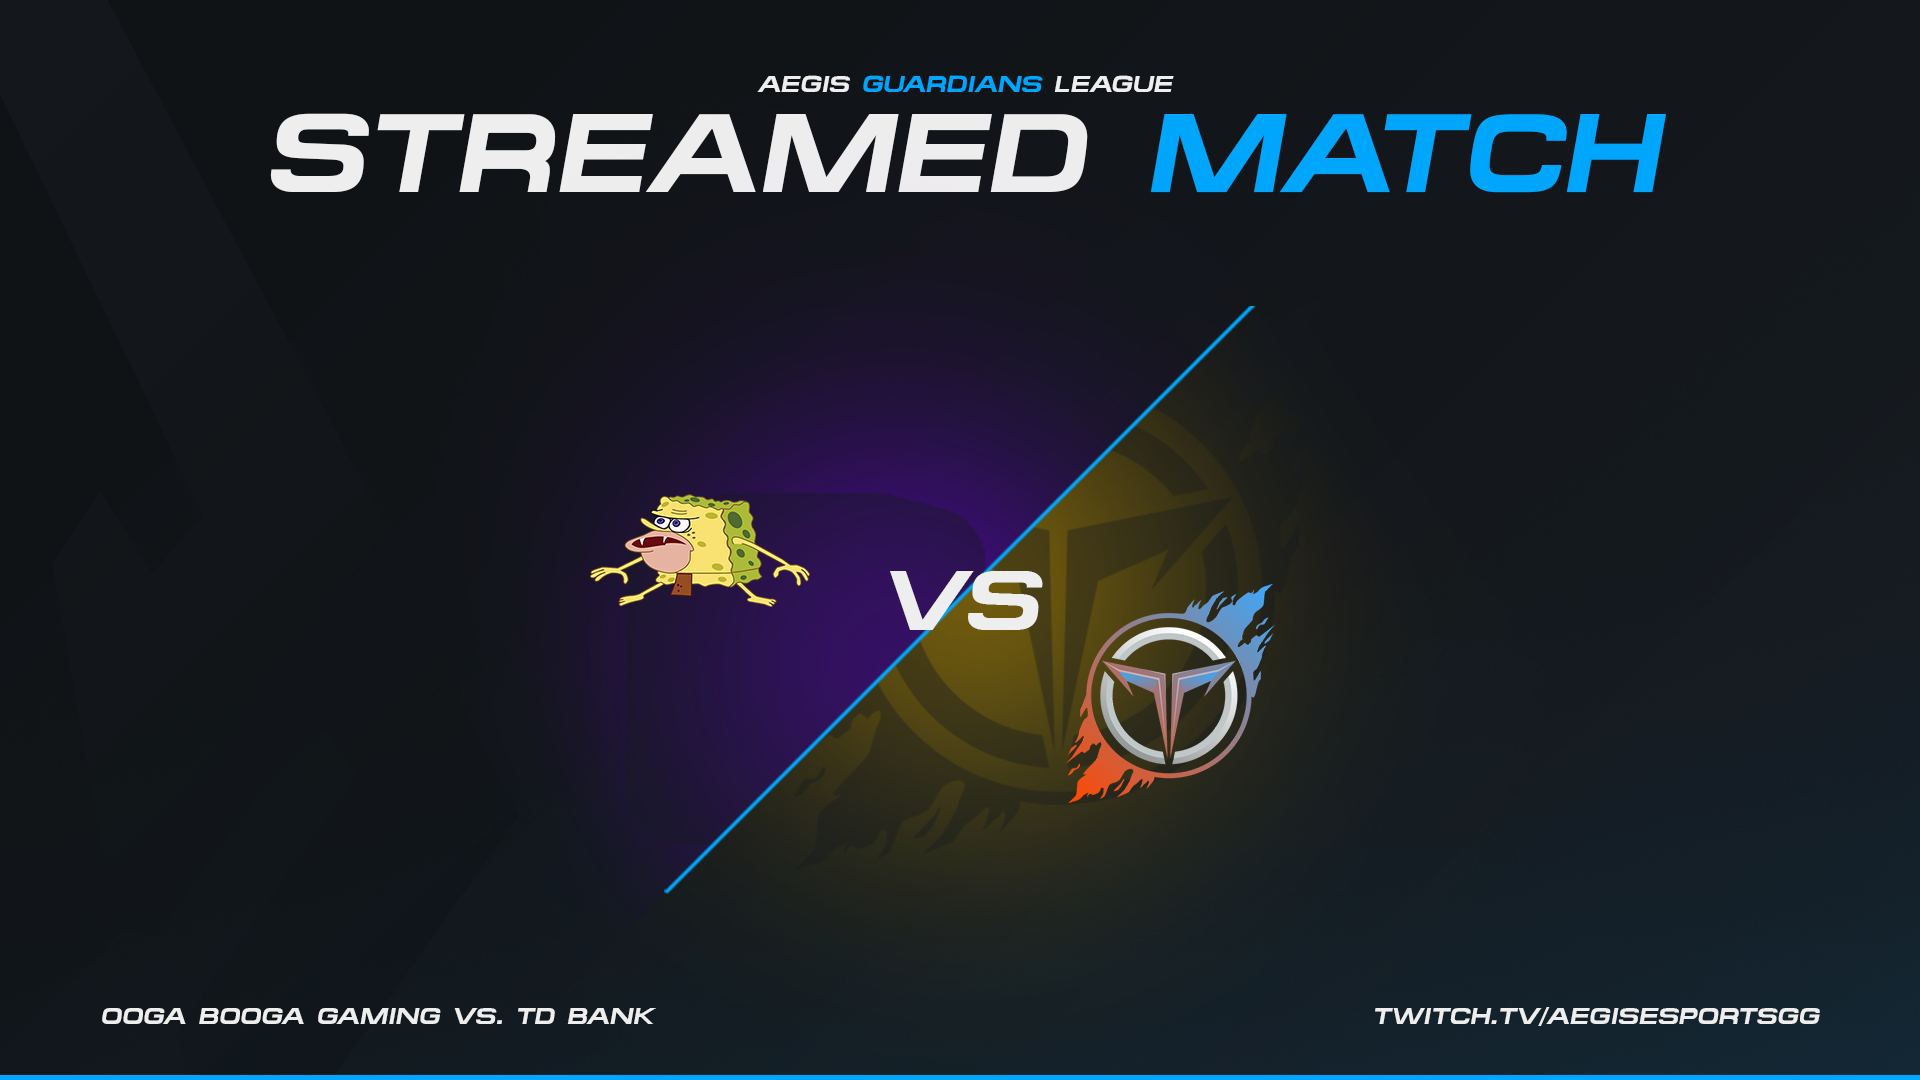 AEGIS GUARDIANS LEAGUE
STREAMED MATCH
VS
OOGA BOOGA GAMING VS. TD BANK
TWITCH.TV/AEGISESPORTSGG